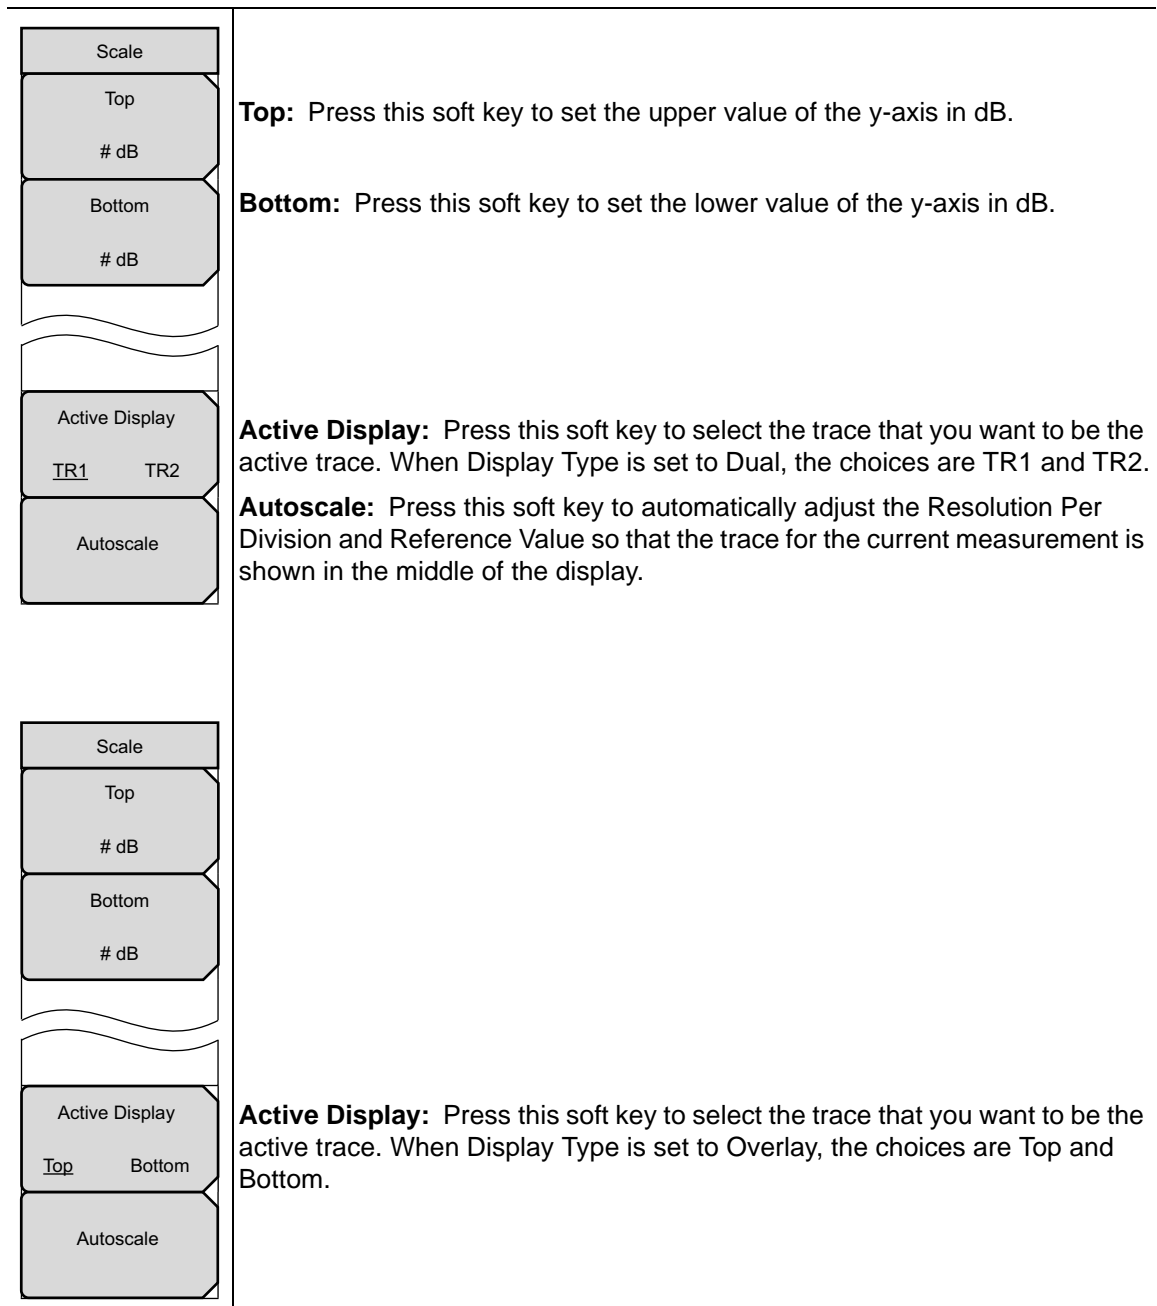 Scale
Top
# dB
Top: Press this soft key to set the upper value of the y-axis in dB.
Bottom
# dB
Bottom: Press this soft key to set the lower value of the y-axis in dB.
Active Display
TR1 TR2
Active Display: Press this soft key to select the trace that you want to be the
active trace. When Display Type is set to Dual, the choices are TR1 and TR2.
Autoscale
Autoscale: Press this soft key to automatically adjust the Resolution Per
Division and Reference Value so that the trace for the current measurement is
shown in the middle of the display.
Scale
Top
# dB
Bottom
# dB
Active Display
Top Bottom
Active Display: Press this soft key to select the trace that you want to be the
active trace. When Display Type is set to Overlay, the choices are Top and
Bottom.
Autoscale